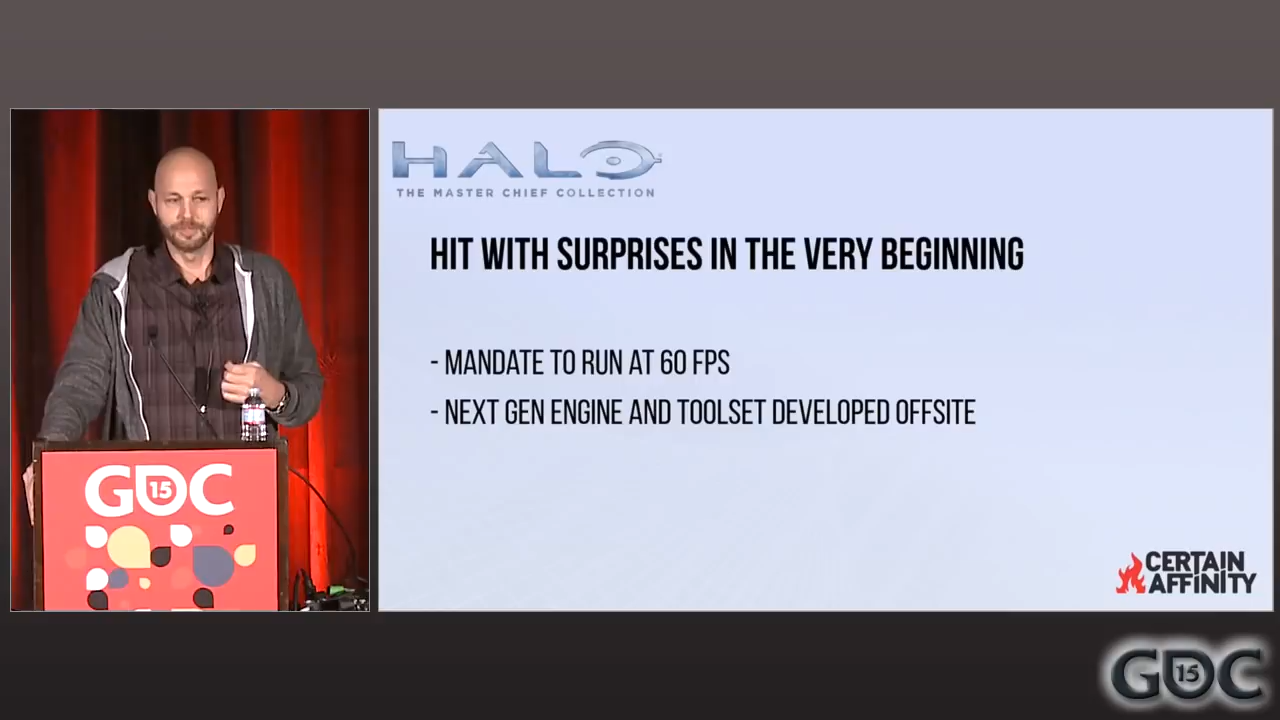 HALO
THE MASTER CHIEF COLLECTION
HIT WITH SURPRISES IN THE VERY BEGINNING
- MANDATE TO RUN AT 60 FPS
- NEXT GEN ENGINE AND TOOLSET DEVELOPED OFFSITE
GDC 15
CERTAIN
AFFINITY
GDC 15